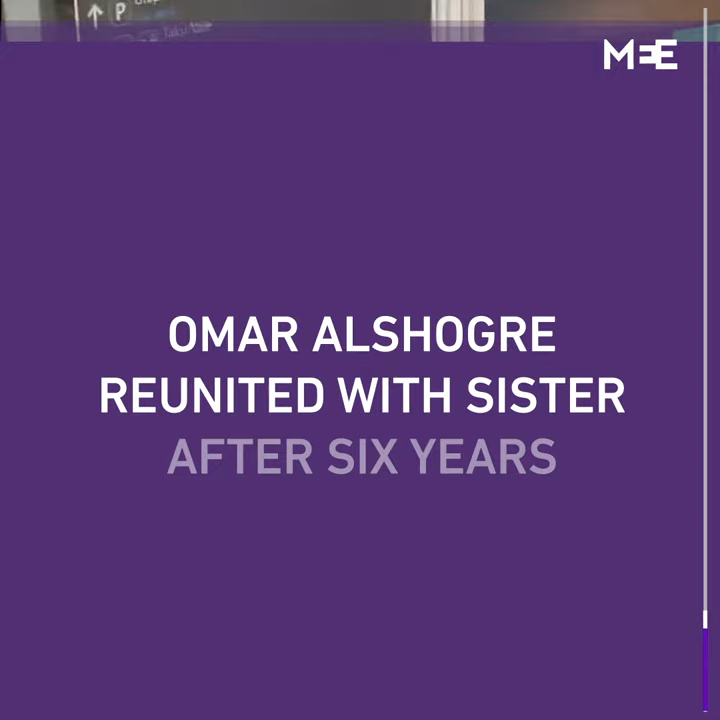 P
MEE
OMAR ALSHOGRE
REUNITED WITH SISTER
AFTER SIX YEARS